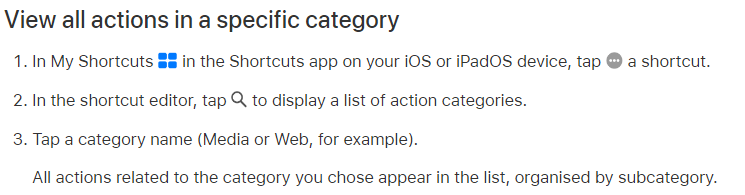 View all actions in a specific category
1. In My Shortcuts in the Shortcuts app on your iOS or iPadOS device, tap a shortcut.
2. In the shortcut editor, tap to display a list of action categories.
3. Tap a category name (Media or Web, for example).
All actions related to the category you chose appear in the list, organised by subcategory.